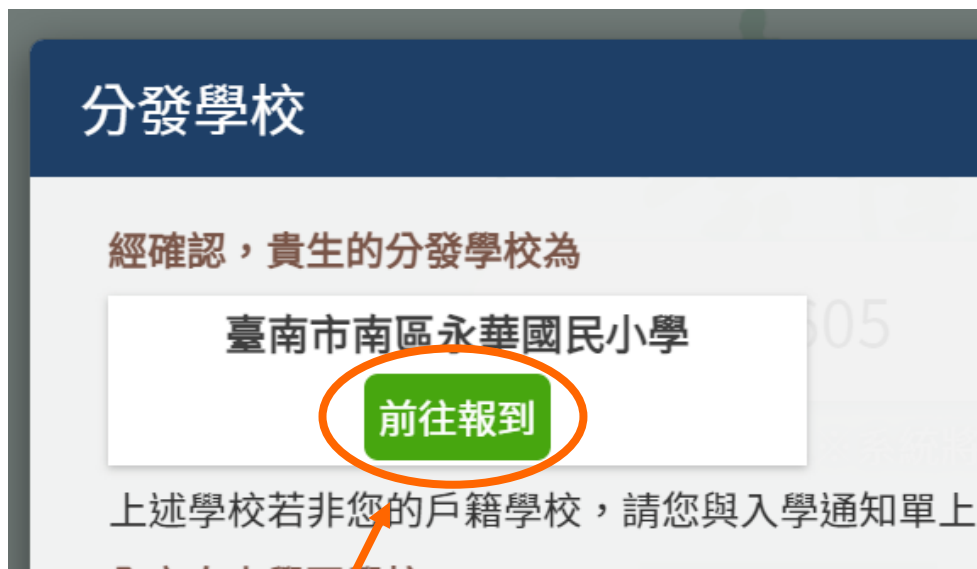 分發學校
經確認，貴生的分發學校為
臺南市南區永華國民小學
前往報到
上述學校若非您的戶籍學校，請您與入學通知單上